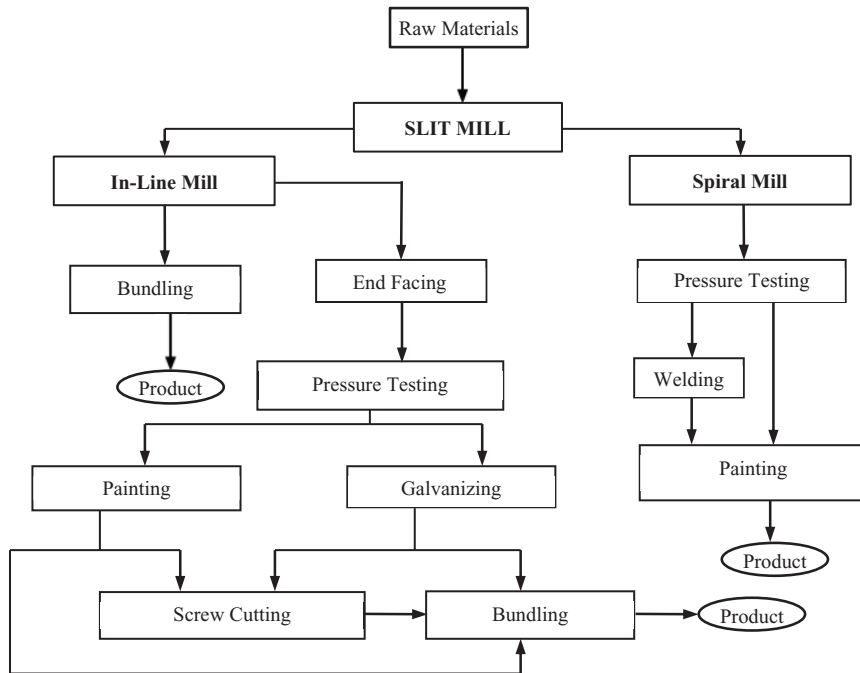 Raw Materials
SLIT MILL
In-Line Mill
Spiral Mill
Bundling
End Facing
Pressure Testing
Product
Pressure Testing
Welding
Painting
Galvanizing
Painting
Product
Screw Cutting
Bundling
Product